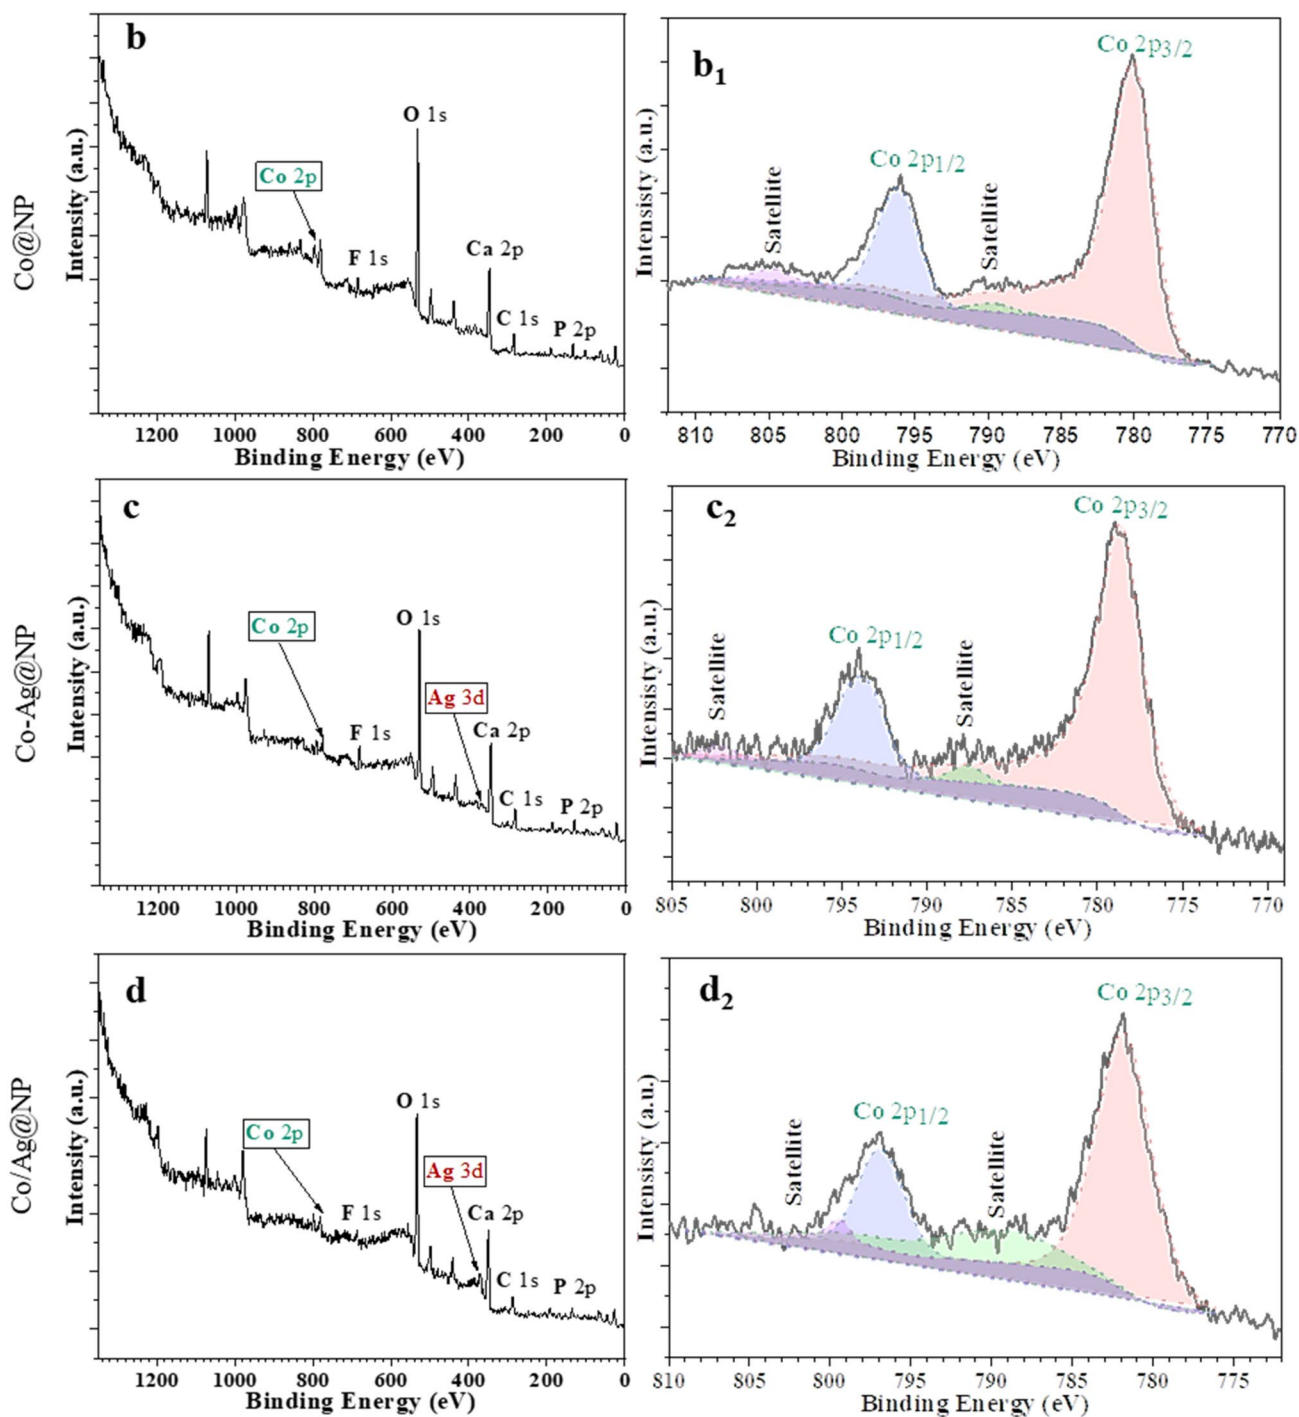 Co@NP
b
O 1s
Co 2p
F 1s
Ca 2p
C 1s
P 2p
Intensity (a.u.)
1200 1000 800 600 400 200 0
Binding Energy (eV)
b1
Co 2p3/2
Co 2p1/2
Satellite
Satellite
Intensisty (a.u.)
810 805 800 795 790 785 780 775 770
Binding Energy (eV)
Co-Ag@NP
c
O 1s
Co 2p
Ag 3d
F 1s
Ca 2p
C 1s
P 2p
Intensity (a.u.)
1200 1000 800 600 400 200 0
Binding Energy (eV)
c2
Co 2p3/2
Co 2p1/2
Satellite
Satellite
Intensisty (a.u.)
805 800 795 790 785 780 775 770
Binding Energy (eV)
Co/Ag@NP
d
O 1s
Co 2p
Ag 3d
F 1s
Ca 2p
C 1s
P 2p
Intensity (a.u.)
1200 1000 800 600 400 200 0
Binding Energy (eV)
d2
Co 2p3/2
Co 2p1/2
Satellite
Satellite
Intensisty (a.u.)
810 805 800 795 790 785 780 775
Binding Energy (eV)